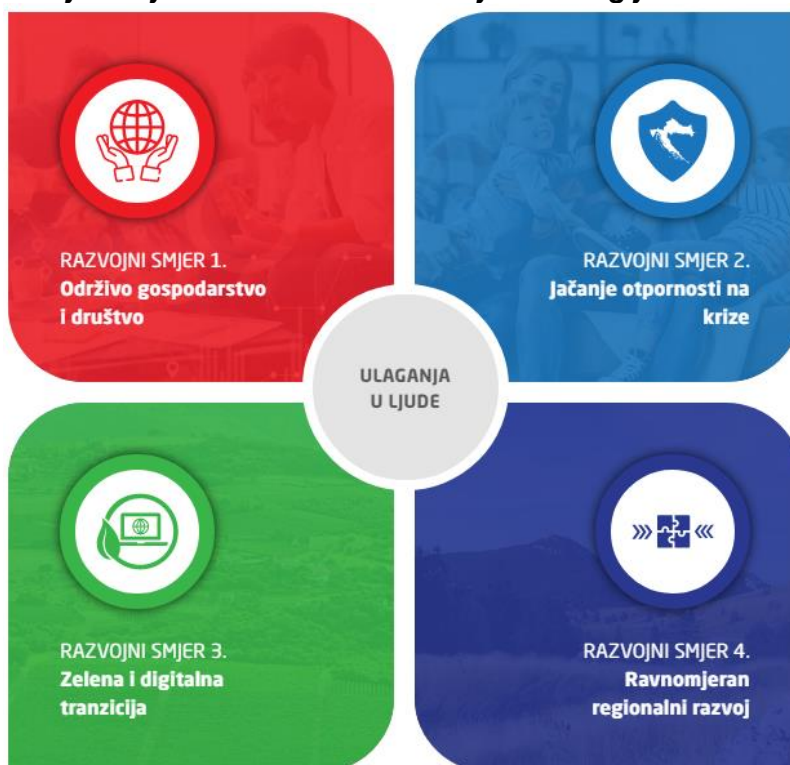 RAZVOJNI SMJER 1.
Održivo gospodarstvo
i društvo
RAZVOJNI SMJER 2.
Jačanje otpornosti na
krize
ULAGANJA
U LJUDE
RAZVOJNI SMJER 3.
Zelena i digitalna
tranzicija
RAZVOJNI SMJER 4.
Ravnomjeran
regionalni razvoj